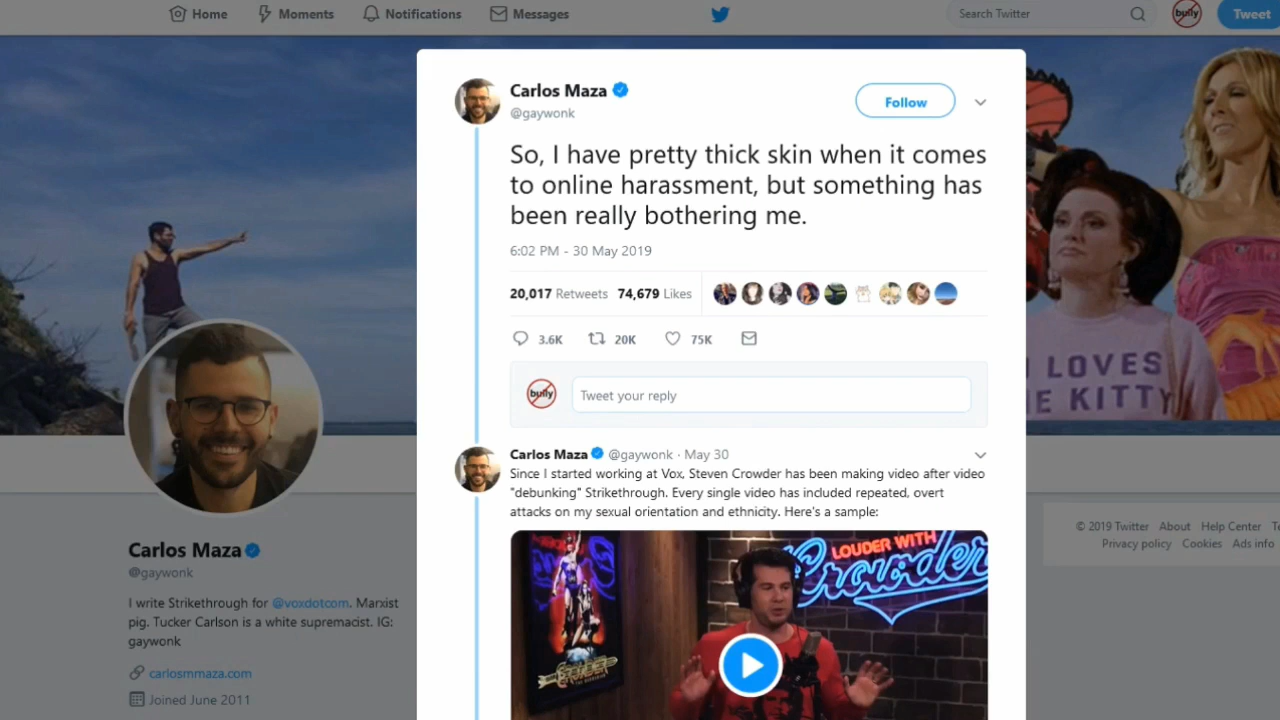 Home
Moments
Notifications
Messages
Search Twitter
bully
Tweet
Carlos Maza
@gaywonk
Follow
So, I have pretty thick skin when it comes
to online harassment, but something has
been really bothering me.
6:02 PM - 30 May 2019
20,017 Retweets 74,679 Likes
3.6K 20K 75K
bully
Tweet your reply
Carlos Maza @gaywonk · May 30
Since I started working at Vox, Steven Crowder has been making video after video
"debunking" Strikethrough. Every single video has included repeated, overt
attacks on my sexual orientation and ethnicity. Here's a sample:
LOUDER WITH
Crowder
Carlos Maza
@gaywonk
I write Strikethrough for @voxdotcom. Marxist
pig. Tucker Carlson is a white supremacist. IG:
gaywonk
carlosmmaza.com
Joined June 2011
LOVES
KITTY
© 2019 Twitter About Help Center
Privacy policy Cookies Ads info